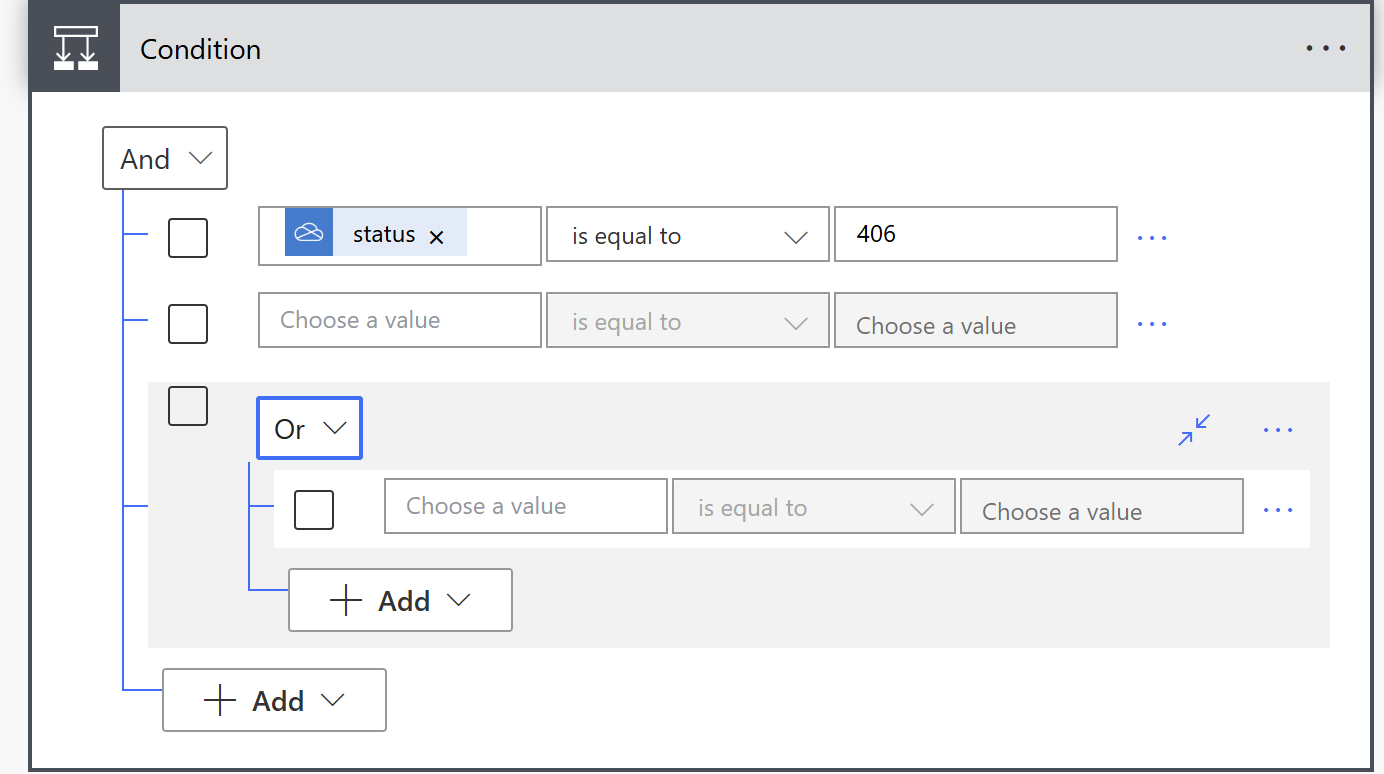 Condition
And
status is equal to 406
Choose a value is equal to Choose a value
Or
Choose a value is equal to Choose a value
Add
Add